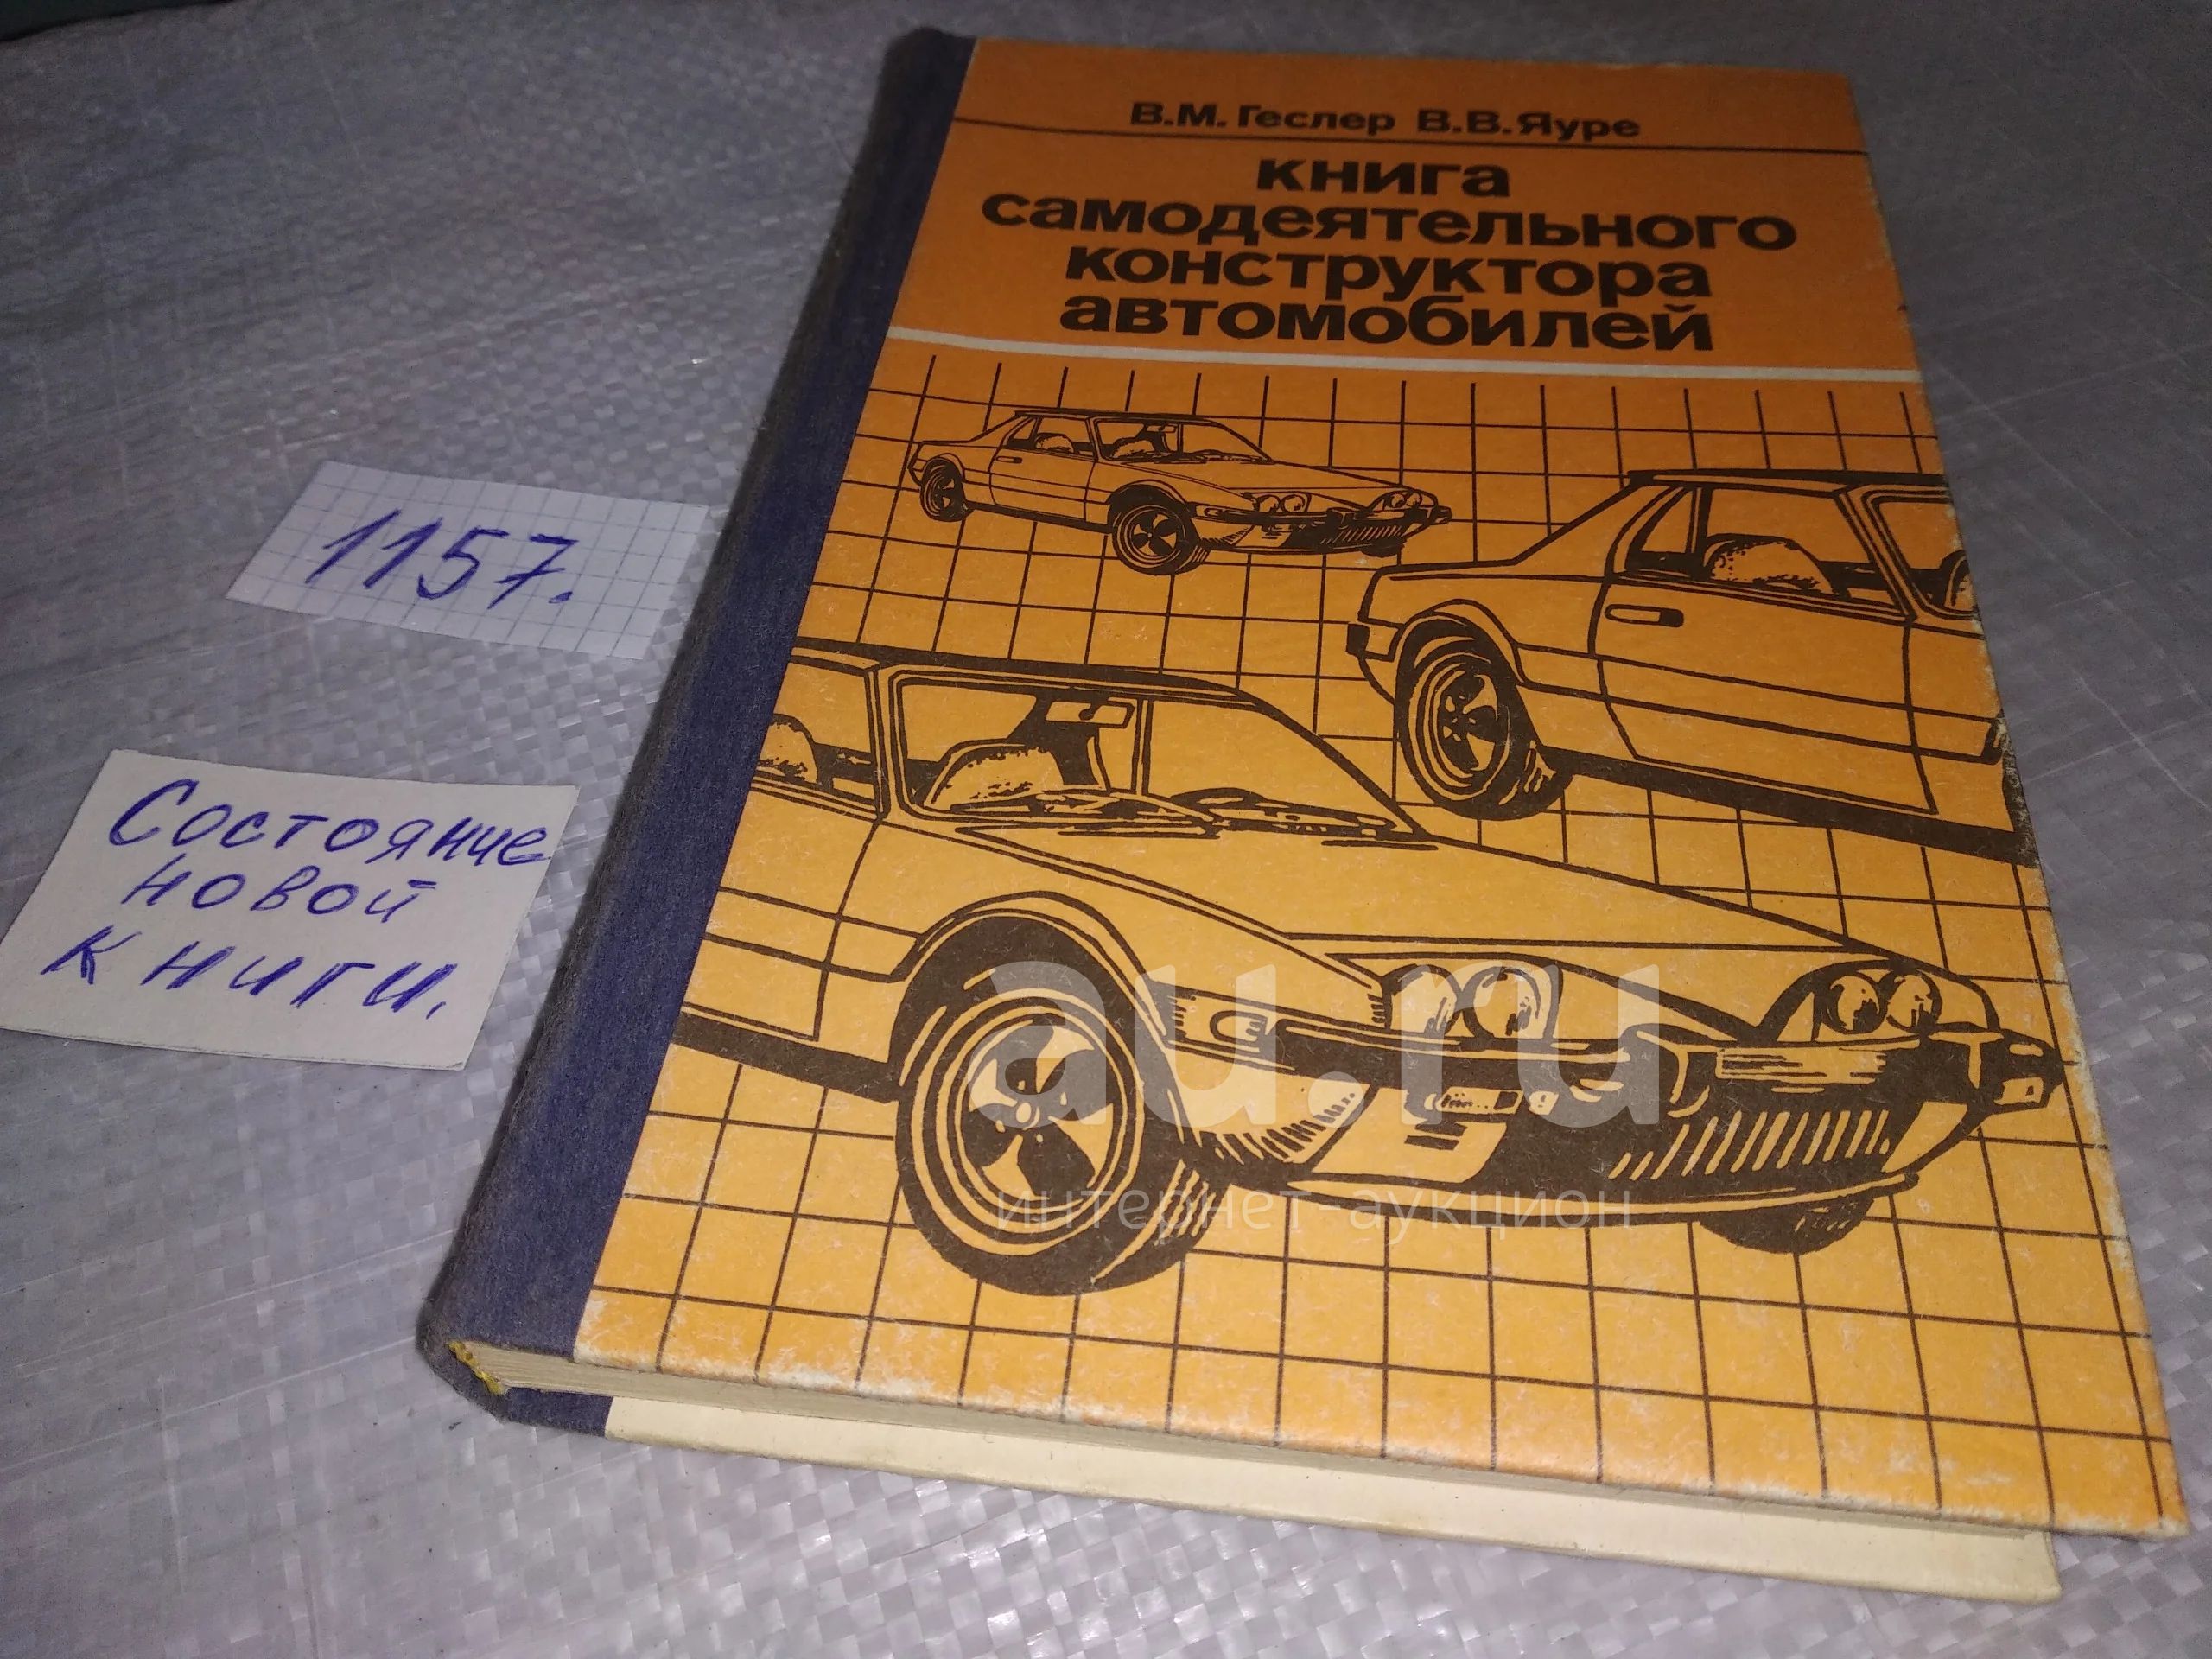 В.М.Геслер В.В.Яуре
книга
самодеятельного
конструктора
автомобилей
1157.
Состояние
новой
книги.
au.ru
интернет-аукцион